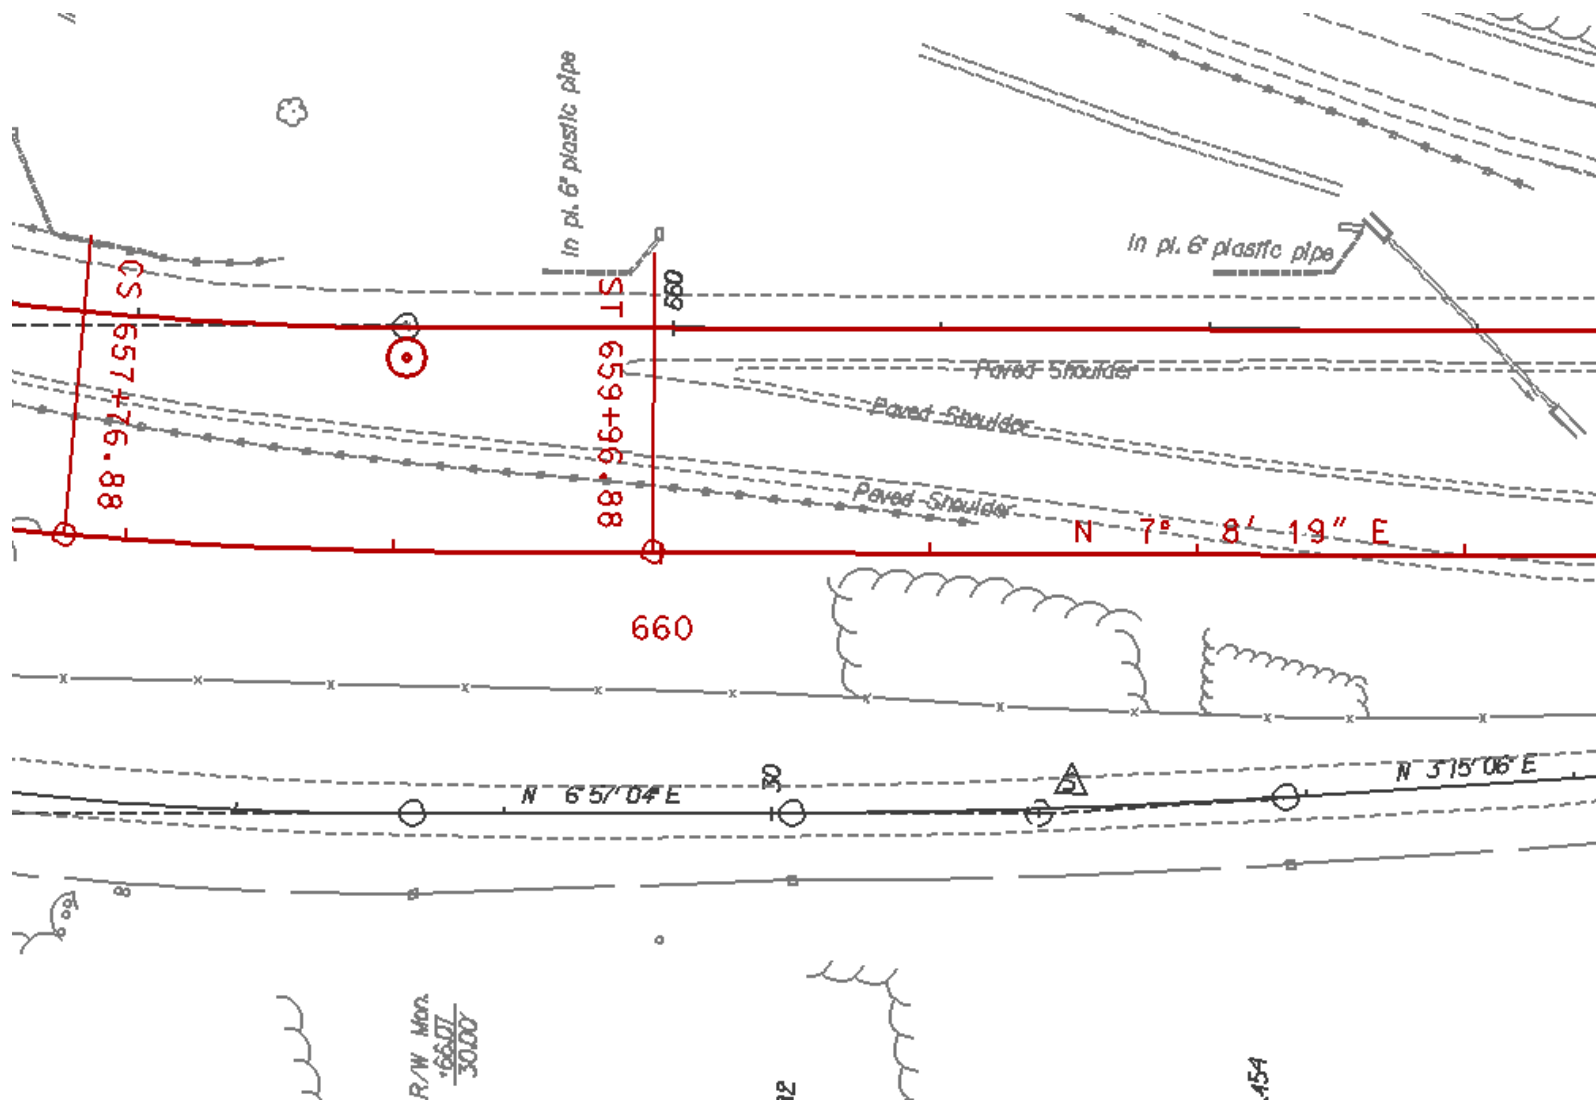 In pl. 6" plastic pipe
In pl. 6" plastic pipe
CS 657+76.88
ST 659+96.88
660
Paved Shoulder
Paved Shoulder
Paved Shoulder
N 7° 8' 19" E
660
30
5
N 6°57'04" E
N 3°15'06" E
R/W Mon.
+66.01
30.00'